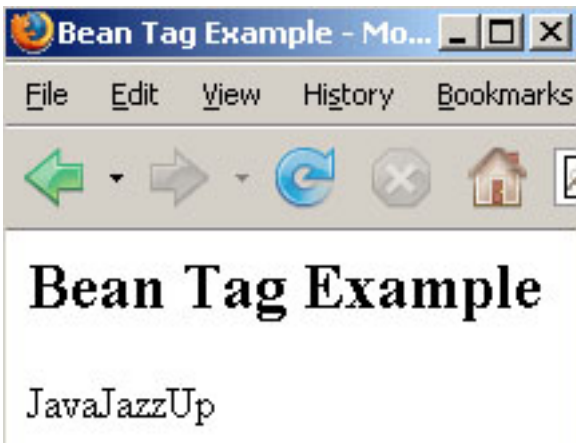 Bean Tag Example - Mo...
File Edit View History Bookmarks
Bean Tag Example
JavaJazzUp